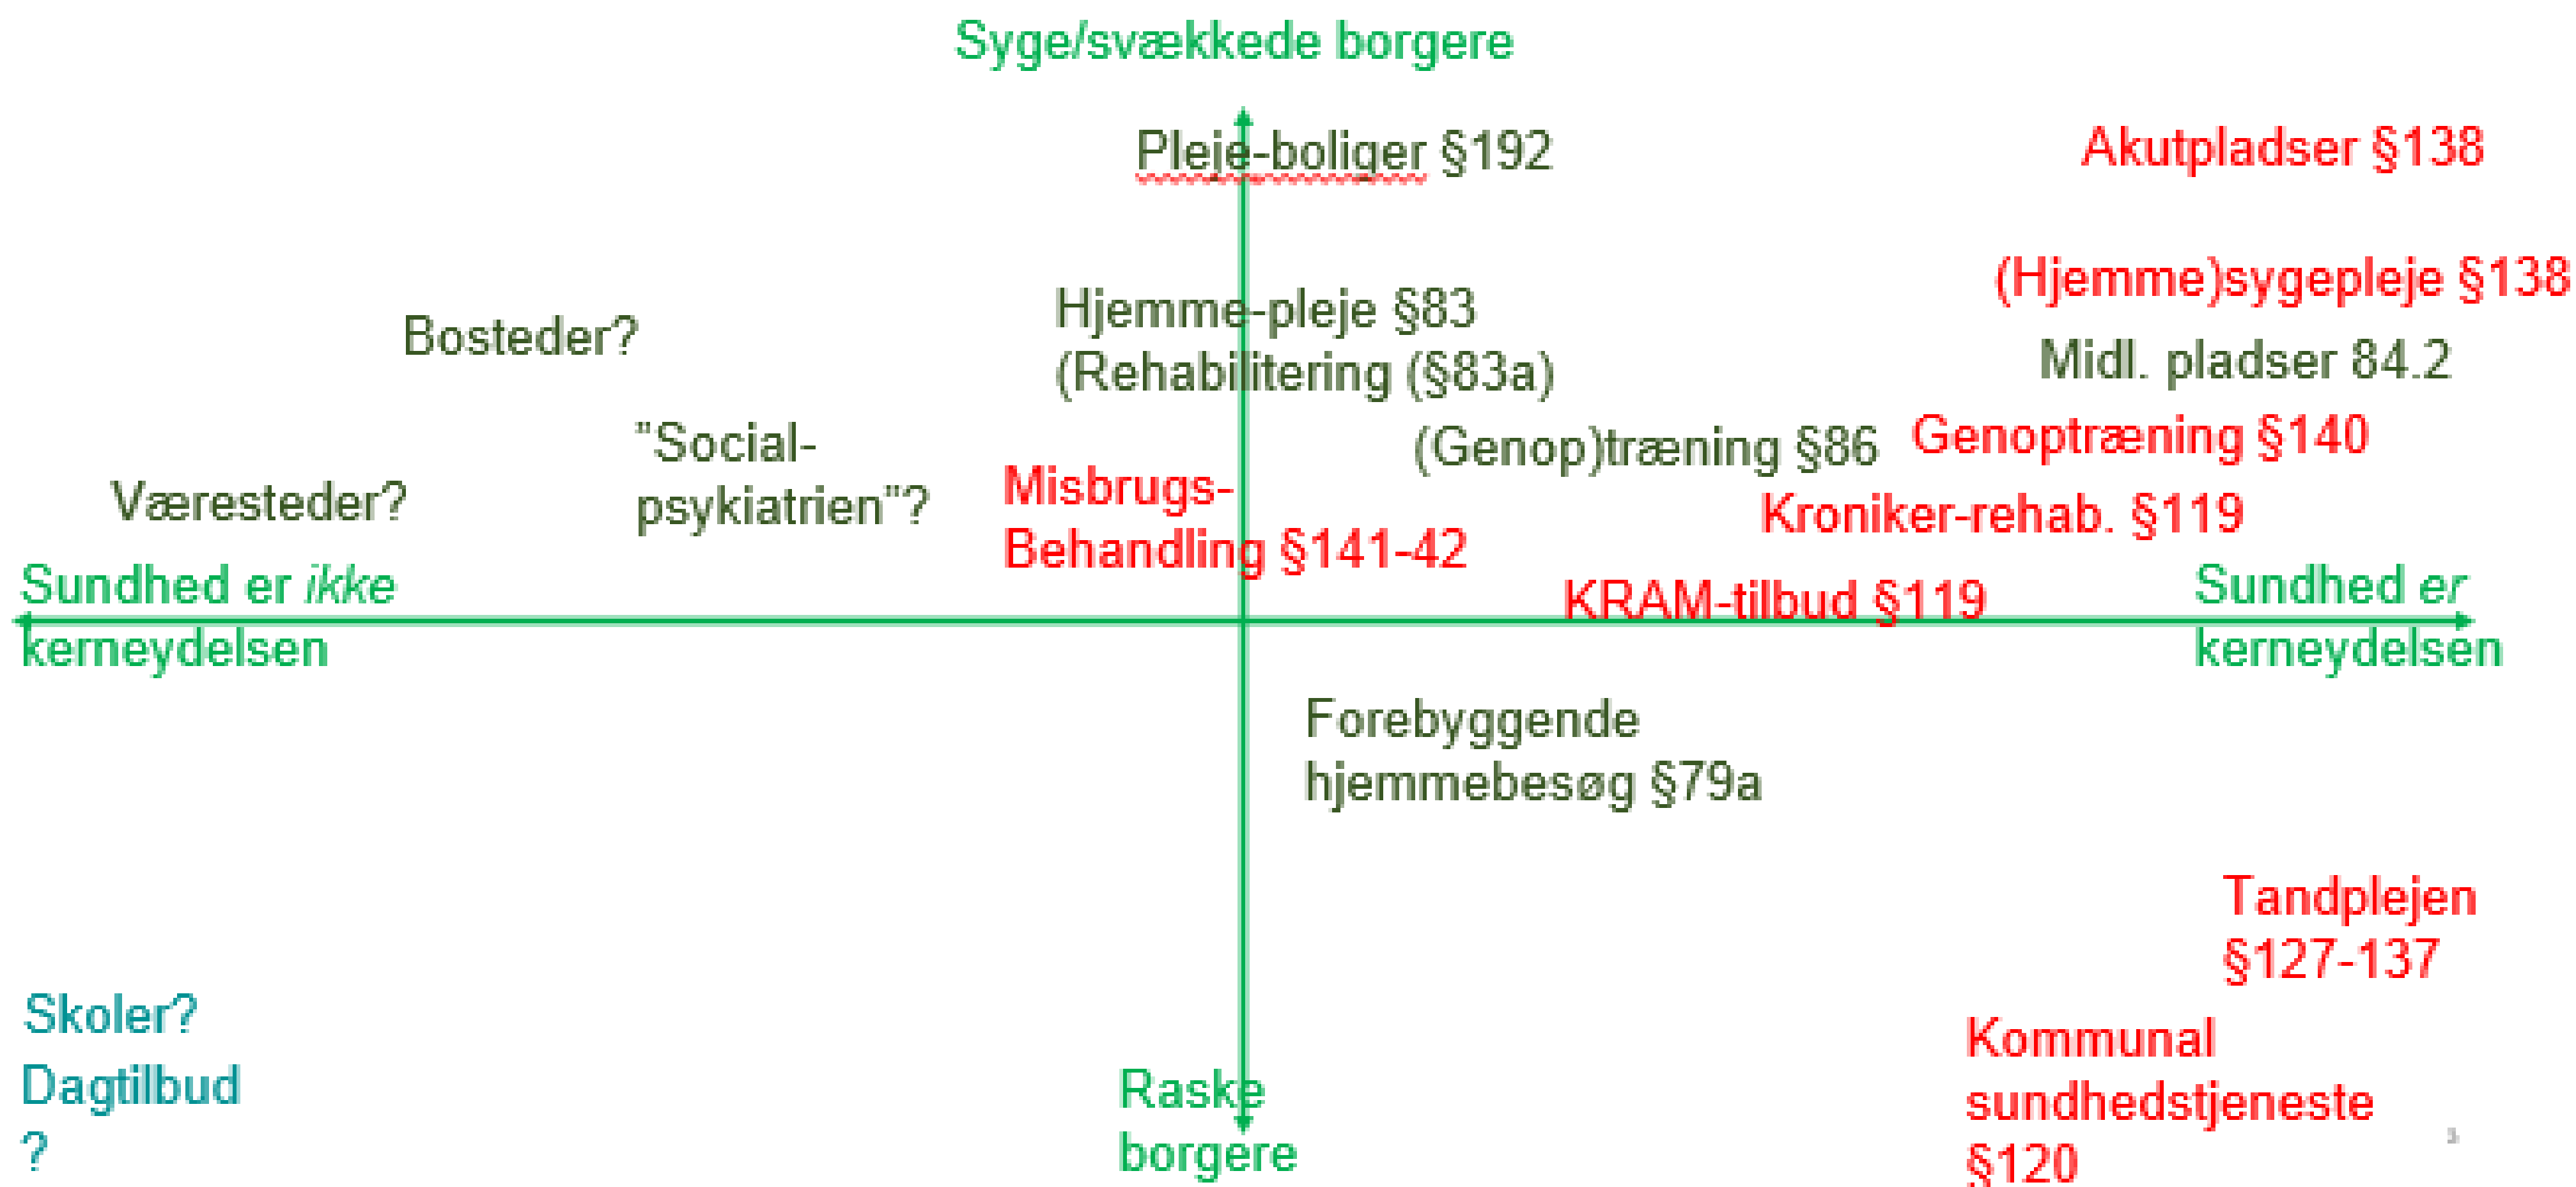 Syge/svækkede borgere
Pleje-boliger §192
Akutpladser §138
(Hjemme)sygepleje §138
Hjemme-pleje §83
(Rehabilitering (§83a)
Bosteder?
Midl. pladser 84.2
"Social-
psykiatrien"?
(Genop)træning §86
Genoptræning §140
Væresteder?
Misbrugs-
Behandling §141-42
Kroniker-rehab. §119
KRAM-tilbud §119
Sundhed er ikke
kerneydelsen
Sundhed er
kerneydelsen
Forebyggende
hjemmebesøg §79a
Tandplejen
§127-137
Skoler?
Dagtilbud
?
Raske
borgere
Kommunal
sundhedstjeneste
§120